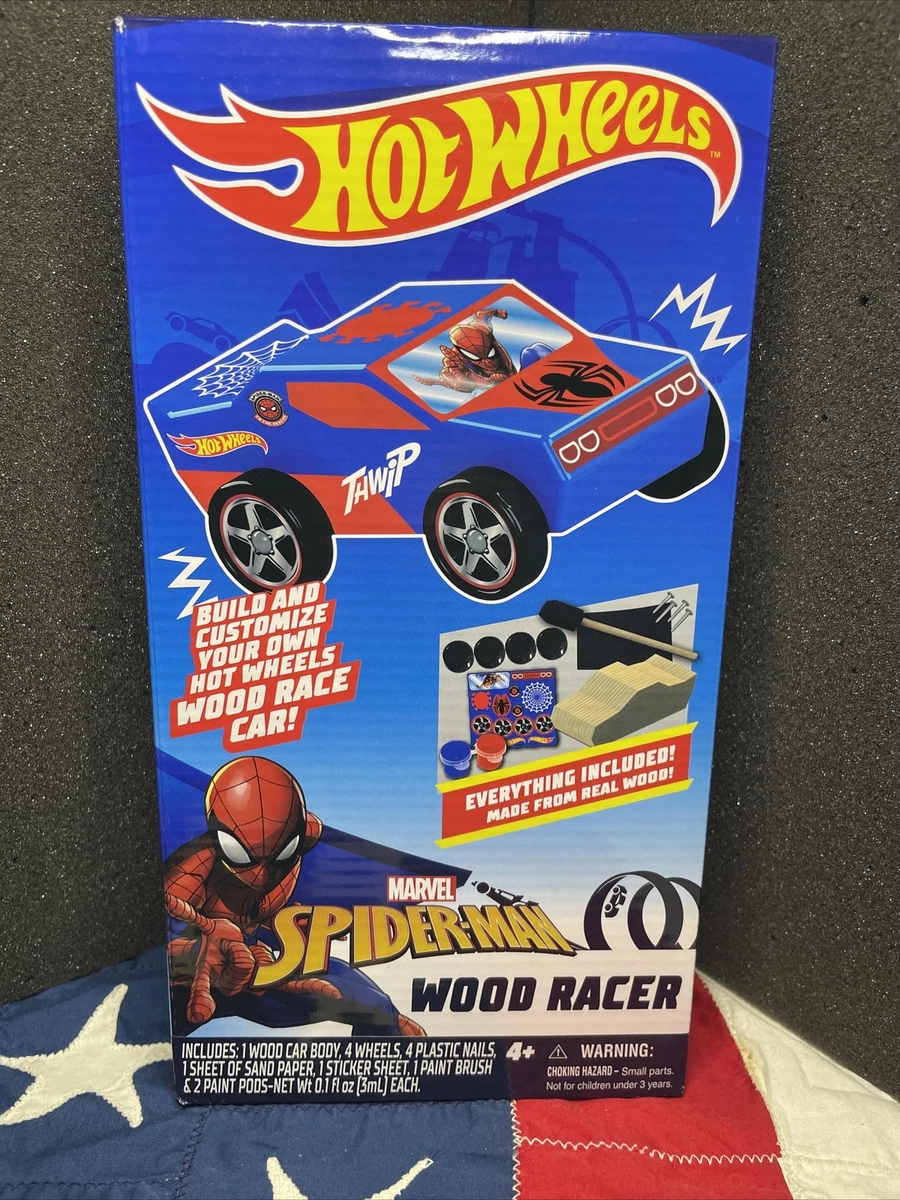 HOT WHEELS™
HOT WHEELS
THWIP
BUILD AND
CUSTOMIZE
YOUR OWN
HOT WHEELS
WOOD RACE
CAR!
EVERYTHING INCLUDED!
MADE FROM REAL WOOD!
MARVEL
SPIDER-MAN
WOOD RACER
INCLUDES: 1 WOOD CAR BODY, 4 WHEELS, 4 PLASTIC NAILS,
1 SHEET OF SAND PAPER, 1 STICKER SHEET, 1 PAINT BRUSH
& 2 PAINT PODS-NET Wt 0.1 fl oz (3mL) EACH.
4+
⚠ WARNING:
CHOKING HAZARD – Small parts.
Not for children under 3 years.